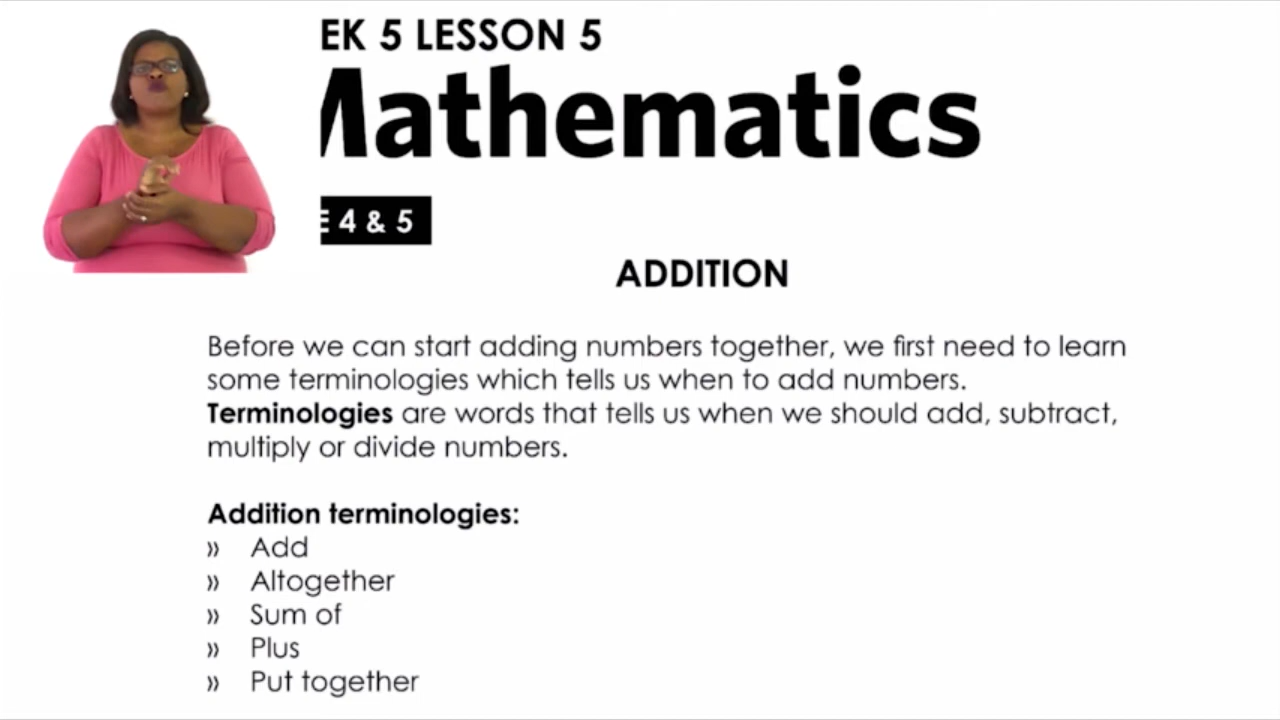 EK 5 LESSON 5
Mathematics
E 4 & 5
ADDITION
Before we can start adding numbers together, we first need to learn
some terminologies which tells us when to add numbers.
Terminologies are words that tells us when we should add, subtract,
multiply or divide numbers.
Addition terminologies:
» Add
» Altogether
» Sum of
» Plus
» Put together